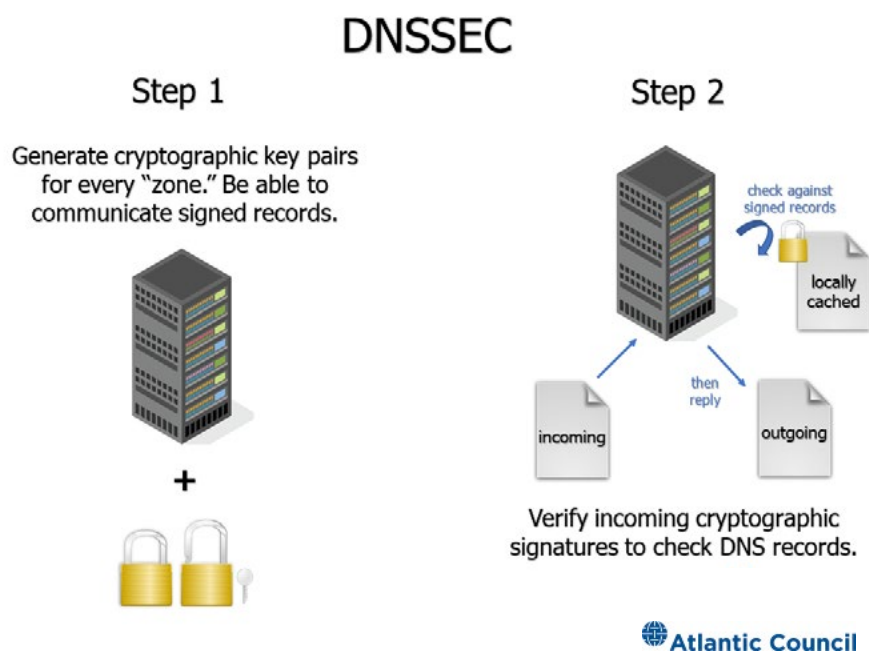 DNSSEC
Step 1
Generate cryptographic key pairs
for every “zone.” Be able to
communicate signed records.
+
Step 2
check against
signed records
locally
cached
then
reply
incoming
outgoing
Verify incoming cryptographic
signatures to check DNS records.
Atlantic Council